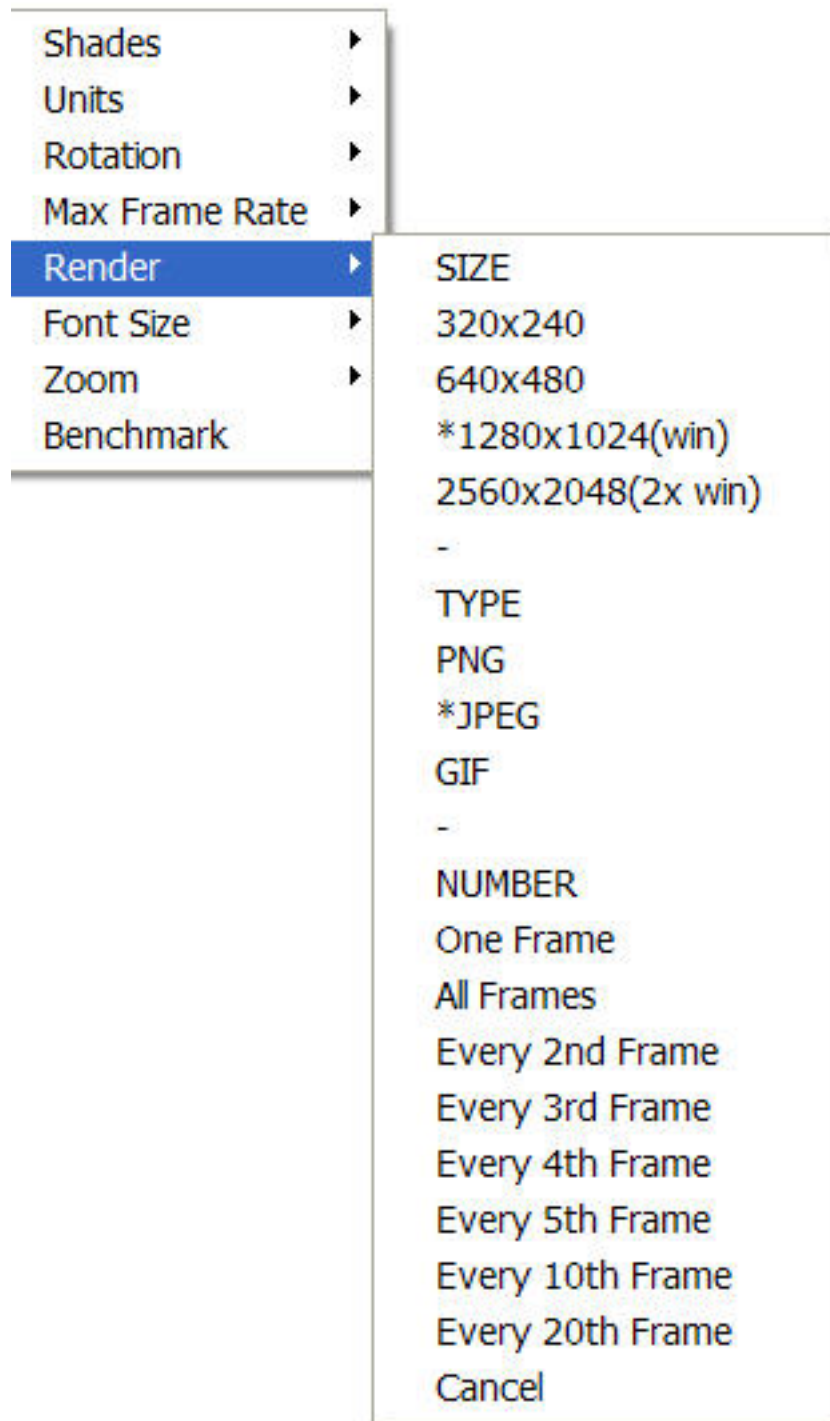 Shades
Units
Rotation
Max Frame Rate
Render
Font Size
Zoom
Benchmark
SIZE
320x240
640x480
*1280x1024(win)
2560x2048(2x win)
-
TYPE
PNG
*JPEG
GIF
-
NUMBER
One Frame
All Frames
Every 2nd Frame
Every 3rd Frame
Every 4th Frame
Every 5th Frame
Every 10th Frame
Every 20th Frame
Cancel